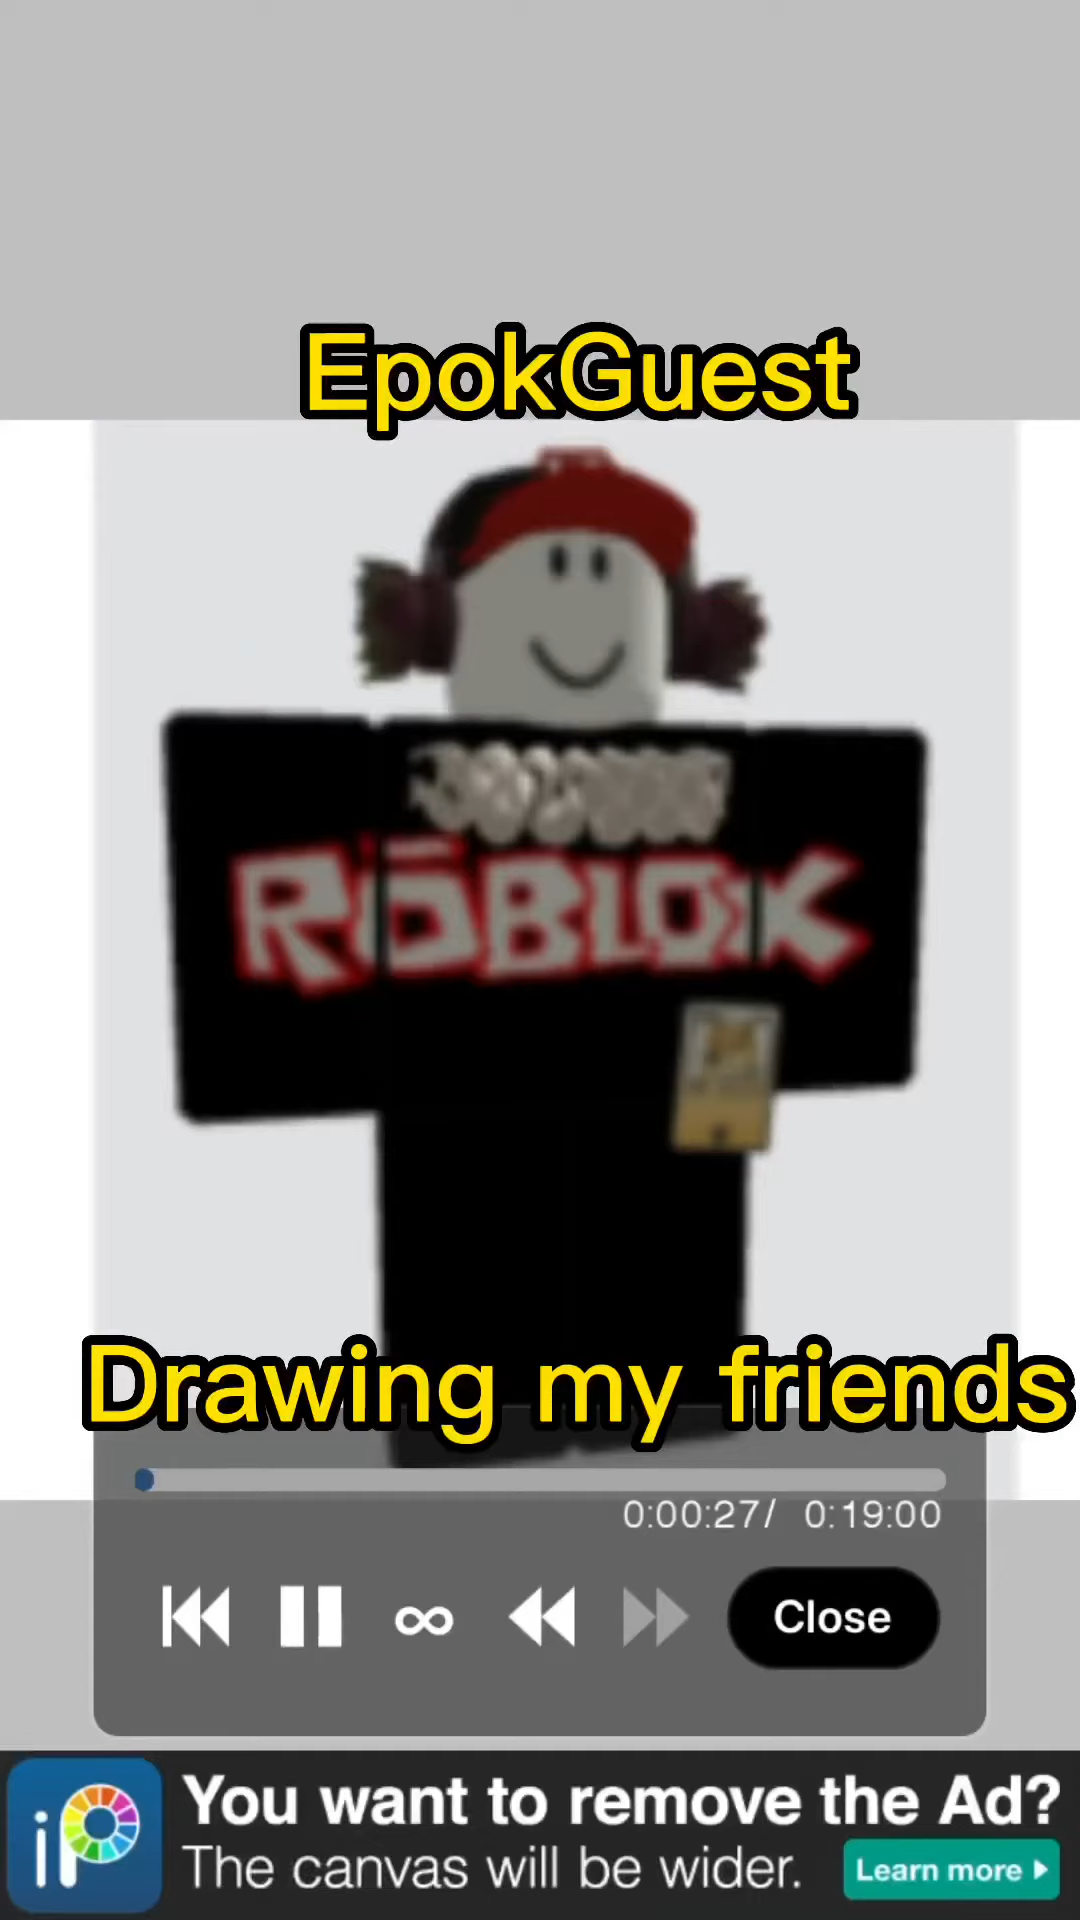 EpokGuest
ROBLOX
Drawing my friends
0:00:27/ 0:19:00
Close
iP
You want to remove the Ad?
The canvas will be wider.
Learn more